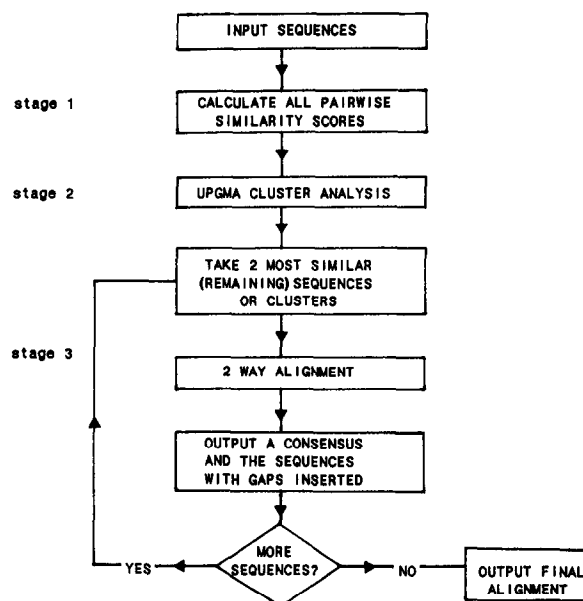 INPUT SEQUENCES
stage 1
CALCULATE ALL PAIRWISE
SIMILARITY SCORES
stage 2
UPGMA CLUSTER ANALYSIS
TAKE 2 MOST SIMILAR
(REMAINING) SEQUENCES
OR CLUSTERS
stage 3
2 WAY ALIGNMENT
OUTPUT A CONSENSUS
AND THE SEQUENCES
WITH GAPS INSERTED
MORE
SEQUENCES?
YES
NO
OUTPUT FINAL
ALIGNMENT